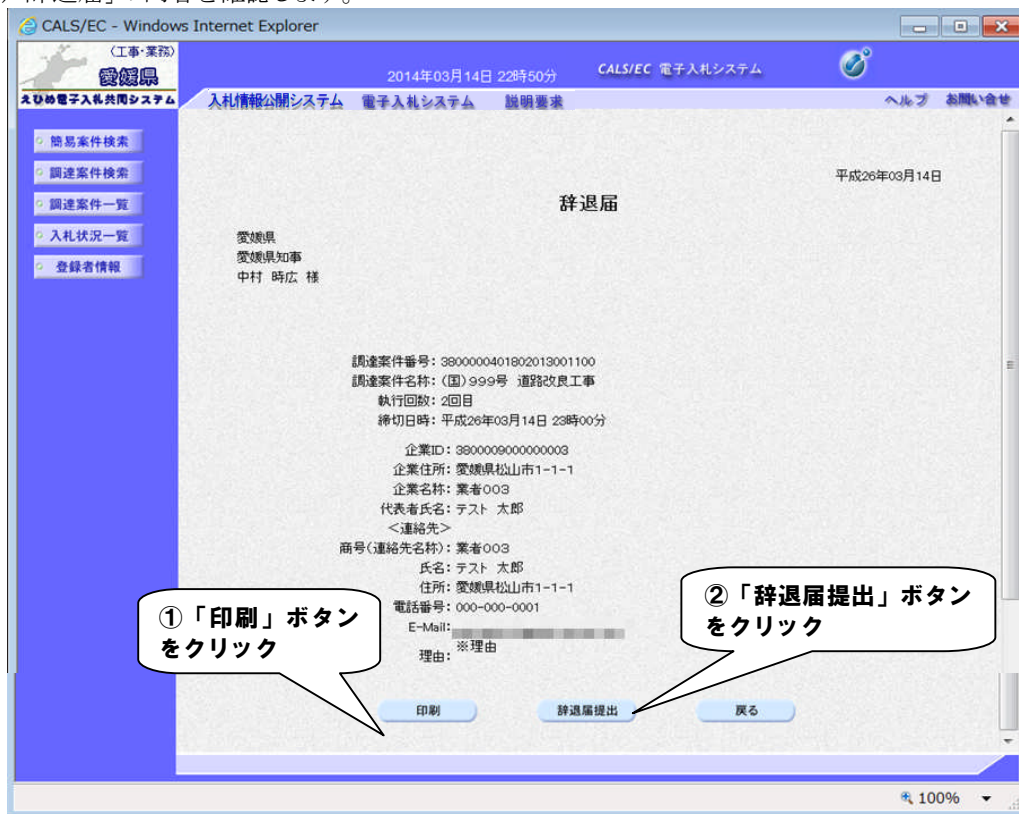 「辞退届」の内容を確認します。
CALS/EC - Windows Internet Explorer
〈工事・業務〉
愛媛県
えひめ電子入札共同システム
2014年03月14日 22時50分
CALS/EC 電子入札システム
入札情報公開システム 電子入札システム 説明要求
ヘルプ お問い合せ
簡易案件検索
調達案件検索
調達案件一覧
入札状況一覧
登録者情報
平成26年03月14日
辞退届
愛媛県
愛媛県知事
中村 時広 様
調達案件番号: 3800000401802013001100
調達案件名称: (国)999号 道路改良工事
執行回数: 2回目
締切日時: 平成26年03月14日 23時00分
企業ID: 3800009000000003
企業住所: 愛媛県松山市1-1-1
企業名称: 業者003
代表者氏名: テスト 太郎
<連絡先>
商号(連絡先名称): 業者003
氏名: テスト 太郎
住所: 愛媛県松山市1-1-1
電話番号: 000-000-0001
E-Mail:
理由: ※理由
①「印刷」ボタン
をクリック
②「辞退届提出」ボタン
をクリック
印刷 辞退届提出 戻る
100%